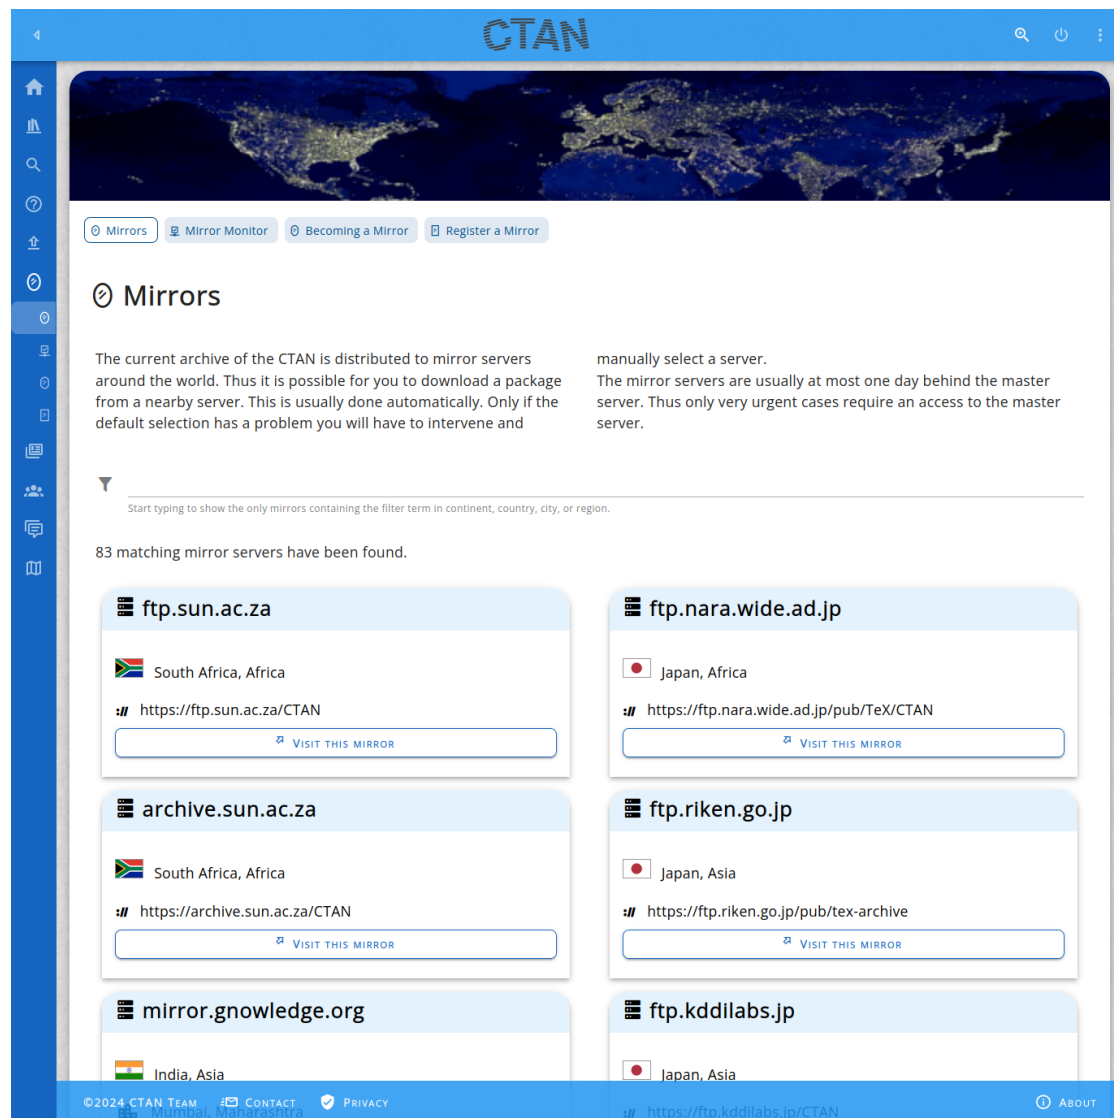 CTAN
Mirrors
Mirror Monitor
Becoming a Mirror
Register a Mirror
Mirrors
The current archive of the CTAN is distributed to mirror servers
around the world. Thus it is possible for you to download a package
from a nearby server. This is usually done automatically. Only if the
default selection has a problem you will have to intervene and
manually select a server.
The mirror servers are usually at most one day behind the master
server. Thus only very urgent cases require an access to the master
server.
Start typing to show the only mirrors containing the filter term in continent, country, city, or region.
83 matching mirror servers have been found.
ftp.sun.ac.za
South Africa, Africa
:// https://ftp.sun.ac.za/CTAN
Visit this mirror
ftp.nara.wide.ad.jp
Japan, Africa
:// https://ftp.nara.wide.ad.jp/pub/TeX/CTAN
Visit this mirror
archive.sun.ac.za
South Africa, Africa
:// https://archive.sun.ac.za/CTAN
Visit this mirror
ftp.riken.go.jp
Japan, Asia
:// https://ftp.riken.go.jp/pub/tex-archive
Visit this mirror
mirror.gnowledge.org
India, Asia
Mumbai, Maharashtra
ftp.kddilabs.jp
Japan, Asia
:// https://ftp.kddilabs.jp/CTAN
©2024 CTAN Team
Contact
Privacy
About